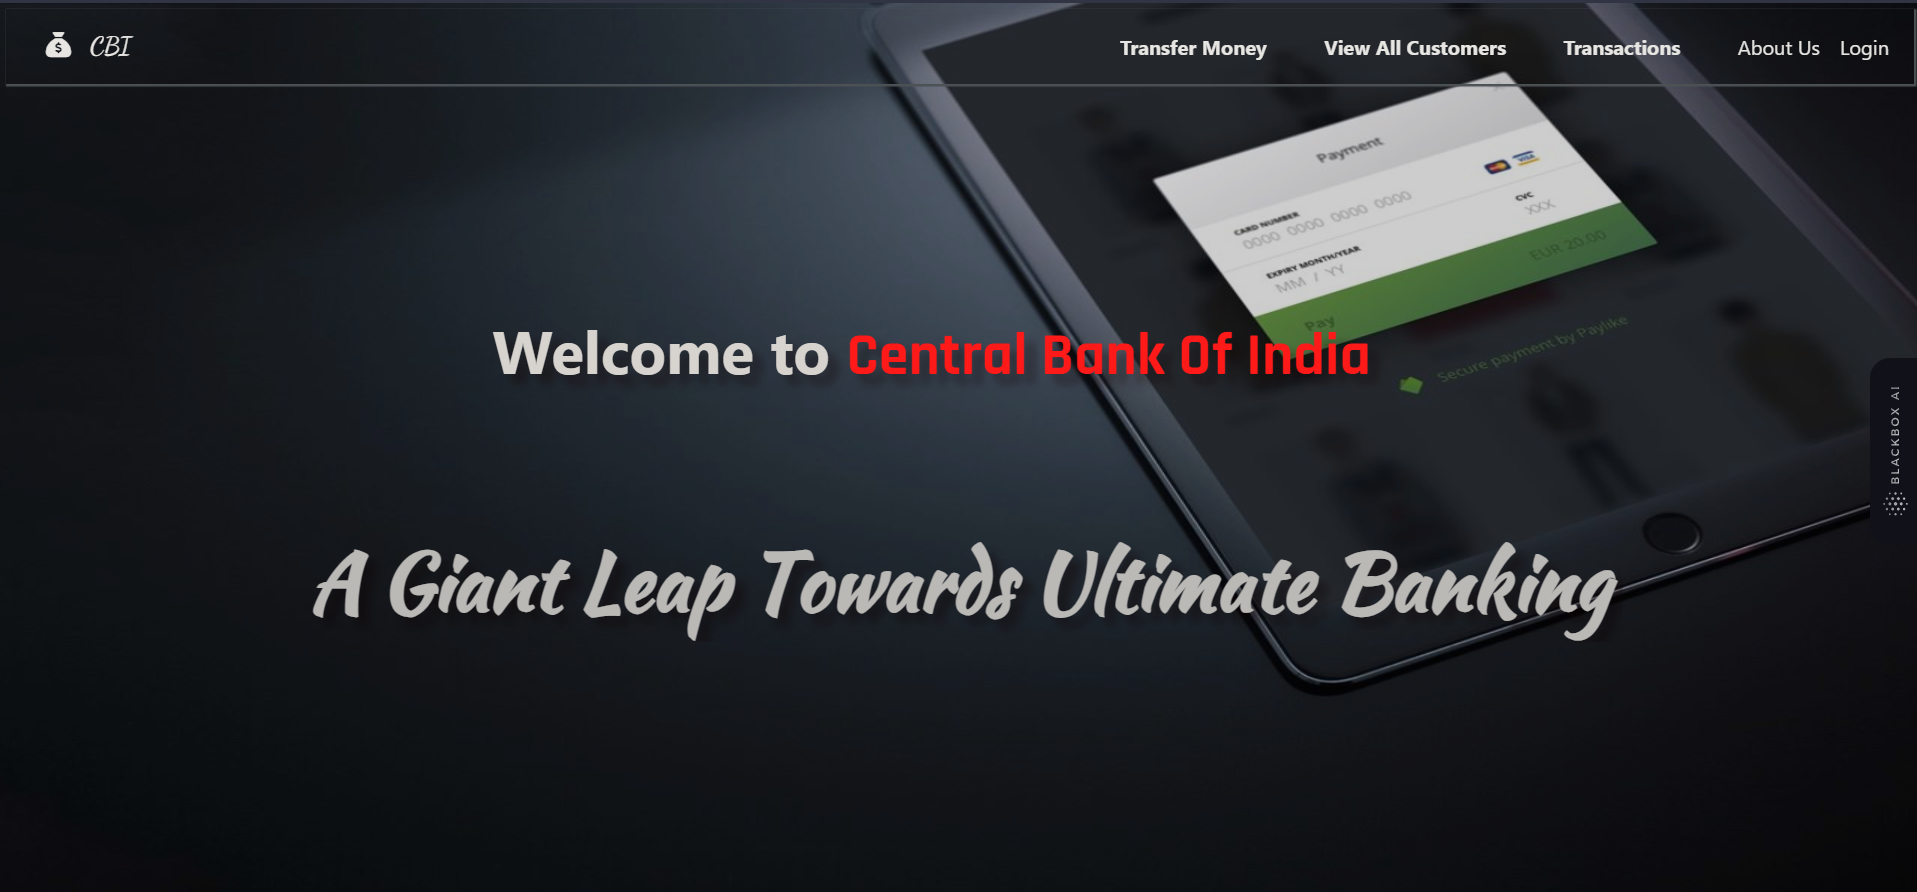 CBI
Transfer Money
View All Customers
Transactions
About Us
Login
Payment
CARD NUMBER
0000 0000 0000 0000
VISA
CVC
XXX
EXPIRY MONTH/YEAR
MM / YY
Pay
EUR 20.00
Secure payment by Paylike
Welcome to Central Bank Of India
BLACKBOX AI
A Giant Leap Towards Ultimate Banking